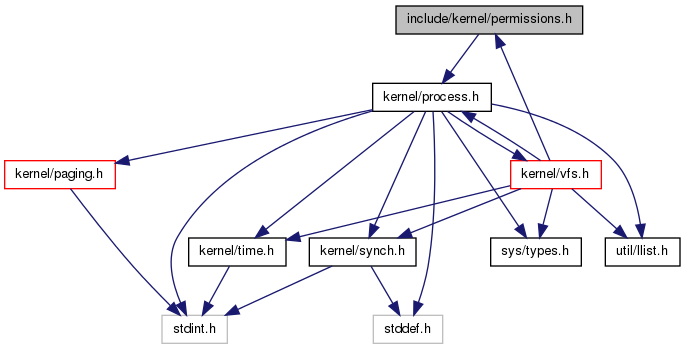 include/kernel/permissions.h
kernel/process.h
kernel/paging.h
kernel/vfs.h
kernel/time.h
kernel/synch.h
sys/types.h
util/llist.h
stdint.h
stddef.h